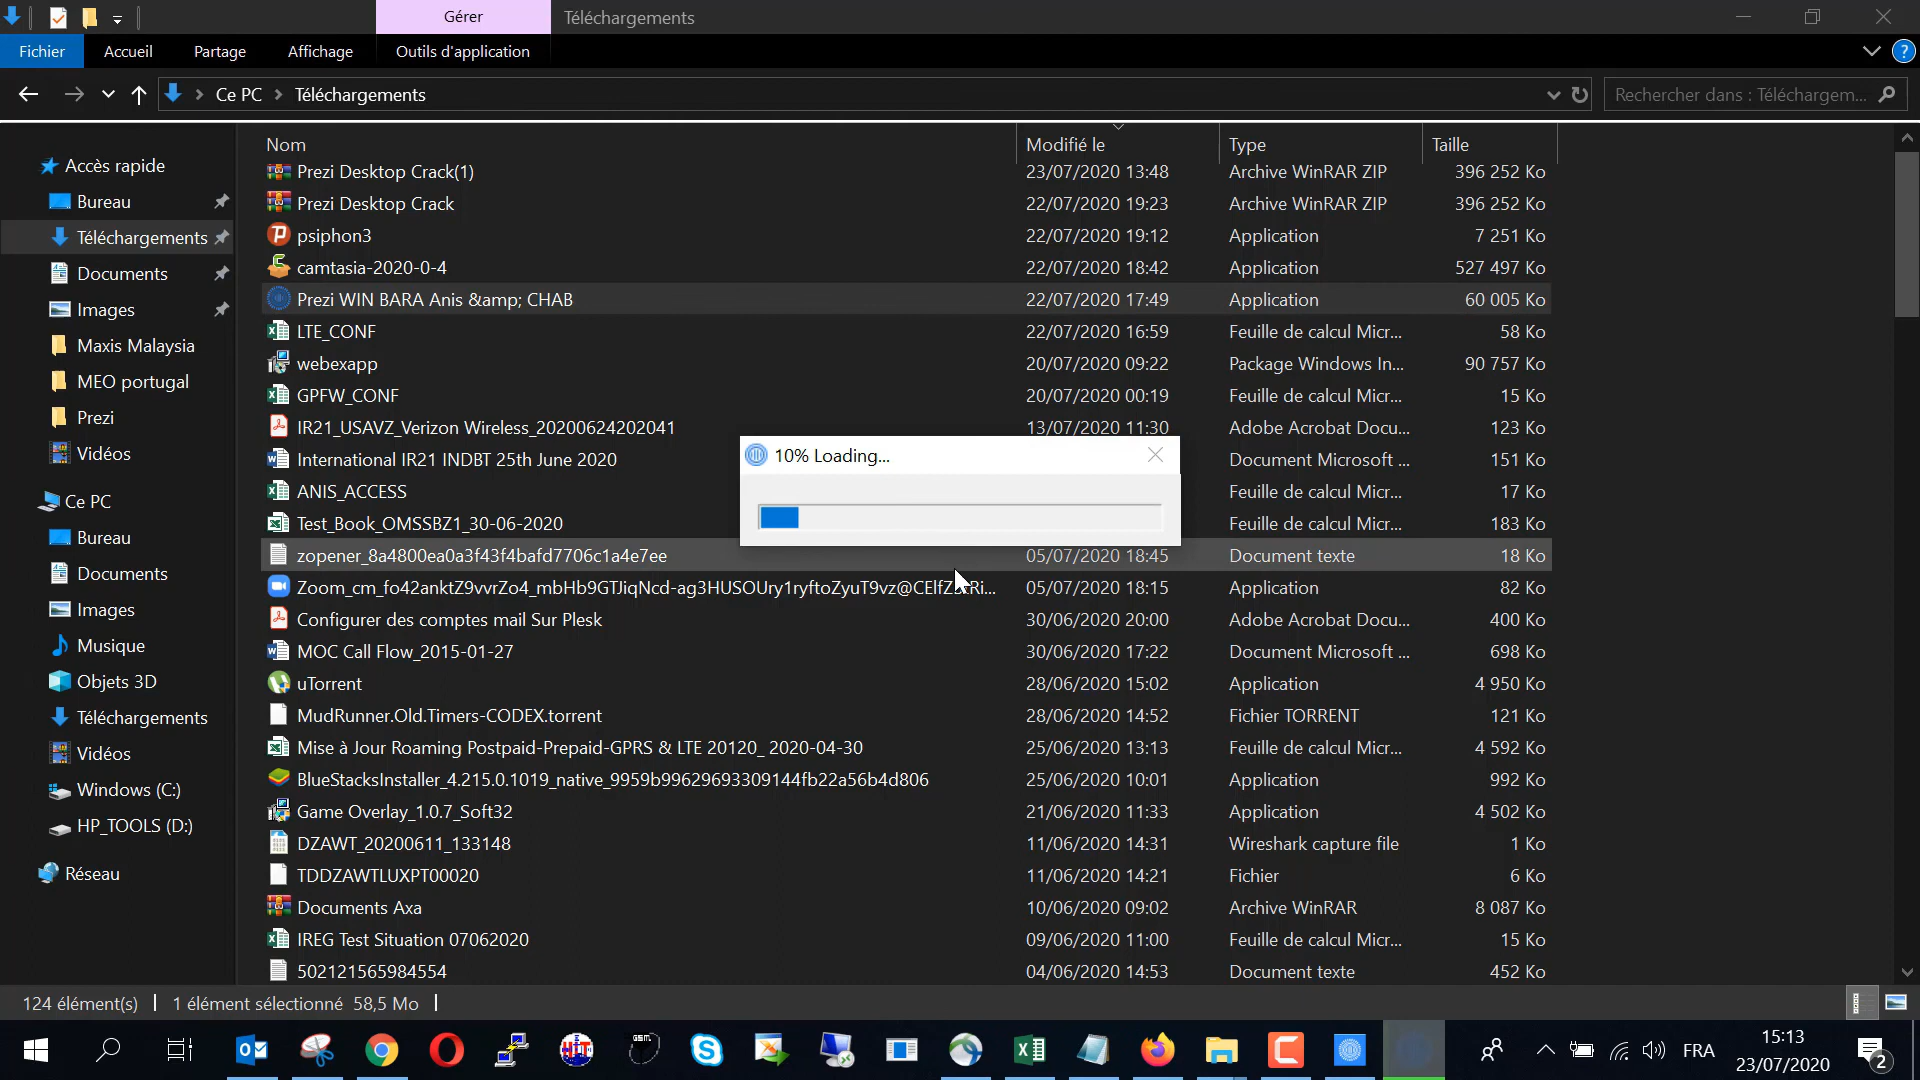 Gérer Téléchargements
Fichier Accueil Partage Affichage Outils d'application
Ce PC Téléchargements Rechercher dans : Téléchargem...
Accès rapide
Bureau
Téléchargements
Documents
Images
Maxis Malaysia
MEO portugal
Prezi
Vidéos
Ce PC
Bureau
Documents
Images
Musique
Objets 3D
Téléchargements
Vidéos
Windows (C:)
HP_TOOLS (D:)
Réseau
Nom Modifié le Type Taille
Prezi Desktop Crack(1) 23/07/2020 13:48 Archive WinRAR ZIP 396 252 Ko
Prezi Desktop Crack 22/07/2020 19:23 Archive WinRAR ZIP 396 252 Ko
psiphon3 22/07/2020 19:12 Application 7 251 Ko
camtasia-2020-0-4 22/07/2020 18:42 Application 527 497 Ko
Prezi WIN BARA Anis &amp; CHAB 22/07/2020 17:49 Application 60 005 Ko
LTE_CONF 22/07/2020 16:59 Feuille de calcul Micr... 58 Ko
webexapp 20/07/2020 09:22 Package Windows In... 90 757 Ko
GPFW_CONF 20/07/2020 00:19 Feuille de calcul Micr... 15 Ko
IR21_USAVZ_Verizon Wireless_20200624202041 13/07/2020 11:30 Adobe Acrobat Docu... 123 Ko
International IR21 INDBT 25th June 2020 Document Microsoft ... 151 Ko
ANIS_ACCESS Feuille de calcul Micr... 17 Ko
Test_Book_OMSSBZ1_30-06-2020 Feuille de calcul Micr... 183 Ko
zopener_8a4800ea0a3f43f4bafd7706c1a4e7ee 05/07/2020 18:45 Document texte 18 Ko
05/07/2020 18:15 Application 82 Ko
Configurer des comptes mail Sur Plesk 30/06/2020 20:00 Adobe Acrobat Docu... 400 Ko
MOC Call Flow_2015-01-27 30/06/2020 17:22 Document Microsoft ... 698 Ko
uTorrent 28/06/2020 15:02 Application 4 950 Ko
MudRunner.Old.Timers-CODEX.torrent 28/06/2020 14:52 Fichier TORRENT 121 Ko
Mise à Jour Roaming Postpaid-Prepaid-GPRS & LTE 20120_ 2020-04-30 25/06/2020 13:13 Feuille de calcul Micr... 4 592 Ko
BlueStacksInstaller_4.215.0.1019_native_9959b99629693309144fb22a56b4d806 25/06/2020 10:01 Application 992 Ko
Game Overlay_1.0.7_Soft32 21/06/2020 11:33 Application 4 502 Ko
DZAWT_20200611_133148 11/06/2020 14:31 Wireshark capture file 1 Ko
TDDZAWTLUXPT00020 11/06/2020 14:21 Fichier 6 Ko
Documents Axa 10/06/2020 09:02 Archive WinRAR 8 087 Ko
IREG Test Situation 07062020 09/06/2020 11:00 Feuille de calcul Micr... 15 Ko
502121565984554 04/06/2020 14:53 Document texte 452 Ko
10% Loading...
124 élément(s) 1 élément sélectionné 58,5 Mo
FRA 15:13
23/07/2020
2